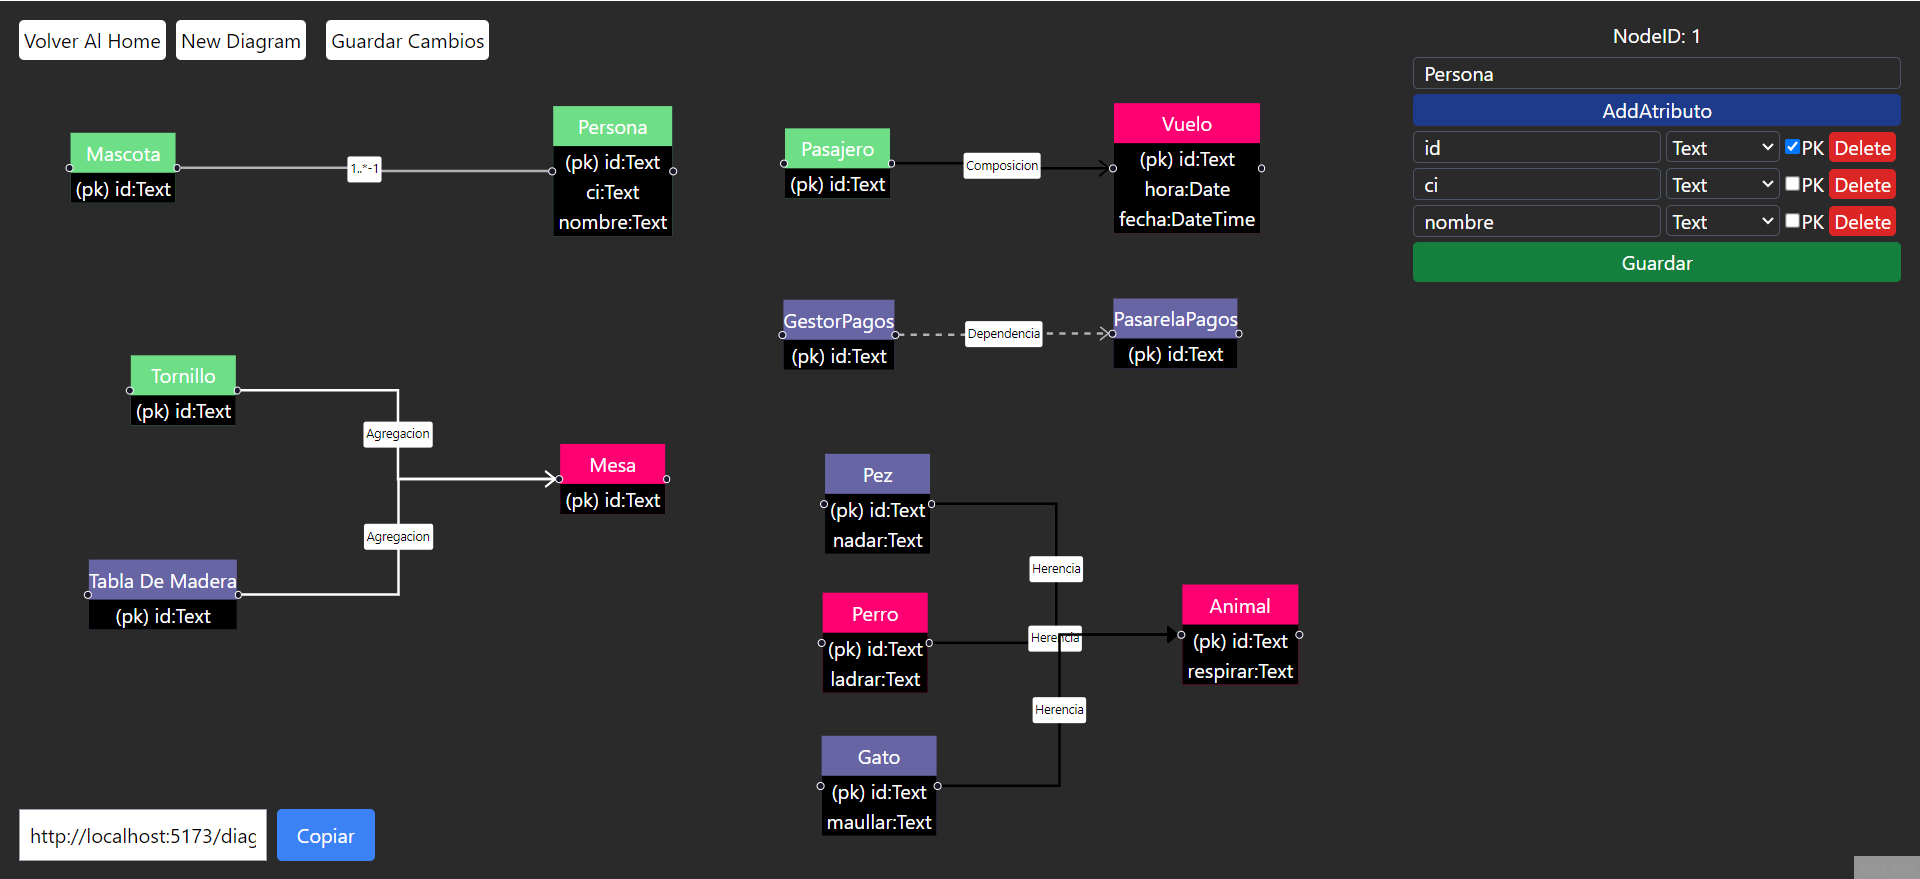 Volver Al Home
New Diagram
Guardar Cambios
Mascota
(pk) id:Text
1..*-1
Persona
(pk) id:Text
ci:Text
nombre:Text
Pasajero
(pk) id:Text
Composicion
Vuelo
(pk) id:Text
hora:Date
fecha:DateTime
GestorPagos
(pk) id:Text
Dependencia
PasarelaPagos
(pk) id:Text
Tornillo
(pk) id:Text
Agregacion
Mesa
(pk) id:Text
Agregacion
Tabla De Madera
(pk) id:Text
Pez
(pk) id:Text
nadar:Text
Herencia
Perro
(pk) id:Text
ladrar:Text
Herencia
Animal
(pk) id:Text
respirar:Text
Herencia
Gato
(pk) id:Text
maullar:Text
http://localhost:5173/diag
Copiar
NodeID: 1
Persona
AddAtributo
id Text PK Delete
ci Text PK Delete
nombre Text PK Delete
Guardar